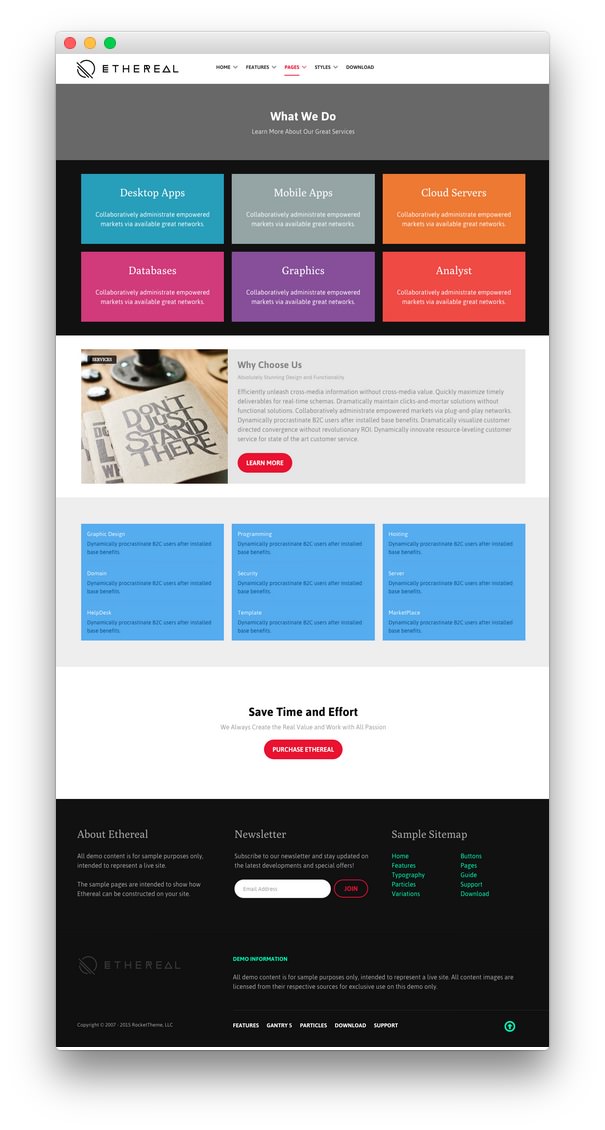 ETHEREAL
HOME FEATURES PAGES STYLES DOWNLOAD
What We Do
Learn More About Our Great Services
Desktop Apps
Collaboratively administrate empowered
markets via available great networks.
Mobile Apps
Collaboratively administrate empowered
markets via available great networks.
Cloud Servers
Collaboratively administrate empowered
markets via available great networks.
Databases
Collaboratively administrate empowered
markets via available great networks.
Graphics
Collaboratively administrate empowered
markets via available great networks.
Analyst
Collaboratively administrate empowered
markets via available great networks.
SERVICES
DON'T
JUST
STAND
THERE
Why Choose Us
Absolutely Stunning Design and Functionality
Efficiently unleash cross-media information without cross-media value. Quickly maximize timely
deliverables for real-time schemas. Dramatically maintain clicks-and-mortar solutions without
functional solutions. Collaboratively administrate empowered markets via plug-and-play networks.
Dynamically procrastinate B2C users after installed base benefits. Dramatically visualize customer
directed convergence without revolutionary ROI. Dynamically innovate resource-leveling customer
service for state of the art customer service.
LEARN MORE
Graphic Design
Dynamically procrastinate B2C users after installed
base benefits.
Domain
Dynamically procrastinate B2C users after installed
base benefits.
HelpDesk
Dynamically procrastinate B2C users after installed
base benefits.
Programming
Dynamically procrastinate B2C users after installed
base benefits.
Security
Dynamically procrastinate B2C users after installed
base benefits.
Template
Dynamically procrastinate B2C users after installed
base benefits.
Hosting
Dynamically procrastinate B2C users after installed
base benefits.
Server
Dynamically procrastinate B2C users after installed
base benefits.
MarketPlace
Dynamically procrastinate B2C users after installed
base benefits.
Save Time and Effort
We Always Create the Real Value and Work with All Passion
PURCHASE ETHEREAL
About Ethereal
All demo content is for sample purposes only,
intended to represent a live site.
The sample pages are intended to show how
Ethereal can be constructed on your site.
Newsletter
Subscribe to our newsletter and stay updated on
the latest developments and special offers!
Email Address
JOIN
Sample Sitemap
Home
Features
Typography
Particles
Variations
Buttons
Pages
Guide
Support
Download
ETHEREAL
DEMO INFORMATION
All demo content is for sample purposes only, intended to represent a live site. All content images are
licensed from their respective sources for exclusive use on this demo only.
Copyright © 2007 - 2015 RocketTheme, LLC
FEATURES GANTRY 5 PARTICLES DOWNLOAD SUPPORT